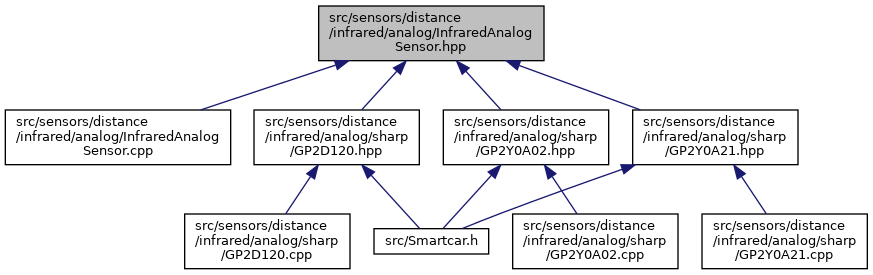 src/sensors/distance
/infrared/analog/InfraredAnalog
Sensor.hpp
src/sensors/distance
/infrared/analog/InfraredAnalog
Sensor.cpp
src/sensors/distance
/infrared/analog/sharp
/GP2D120.hpp
src/sensors/distance
/infrared/analog/sharp
/GP2Y0A02.hpp
src/sensors/distance
/infrared/analog/sharp
/GP2Y0A21.hpp
src/sensors/distance
/infrared/analog/sharp
/GP2D120.cpp
src/Smartcar.h
src/sensors/distance
/infrared/analog/sharp
/GP2Y0A02.cpp
src/sensors/distance
/infrared/analog/sharp
/GP2Y0A21.cpp